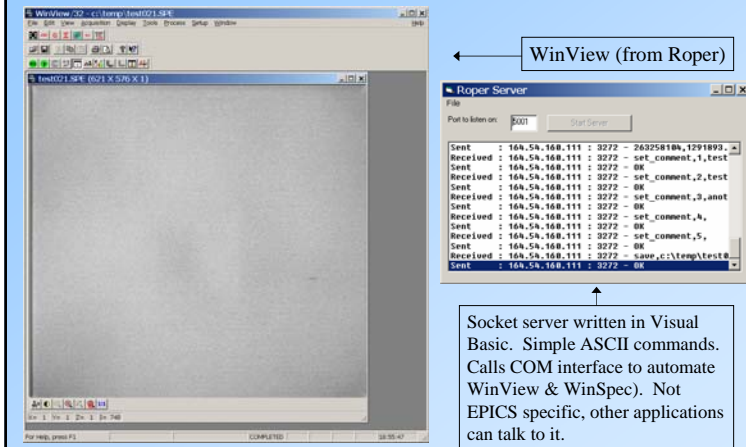 WinView /32 - c:\temp\test021.SPE
File Edit View Acquisition Display Tools Process Setup Window Help
test021.SPE (621 X 576 X 1)
X= 1 Y= 1 Z= 1 I= 740
For Help, press F1 COMPLETED 16:55:47
WinView (from Roper)
Roper Server
File
Port to listen on: 5001 Start Server
Sent : 164.54.160.111 : 3272 - 263258104,1291893.
Received : 164.54.160.111 : 3272 - set_comment,1,test
Sent : 164.54.160.111 : 3272 - OK
Received : 164.54.160.111 : 3272 - set_comment,2,test
Sent : 164.54.160.111 : 3272 - OK
Received : 164.54.160.111 : 3272 - set_comment,3,anot
Sent : 164.54.160.111 : 3272 - OK
Received : 164.54.160.111 : 3272 - set_comment,4,
Sent : 164.54.160.111 : 3272 - OK
Received : 164.54.160.111 : 3272 - set_comment,5,
Sent : 164.54.160.111 : 3272 - OK
Received : 164.54.160.111 : 3272 - save,c:\temp\test0
Sent : 164.54.160.111 : 3272 - OK
Socket server written in Visual
Basic. Simple ASCII commands.
Calls COM interface to automate
WinView & WinSpec). Not
EPICS specific, other applications
can talk to it.